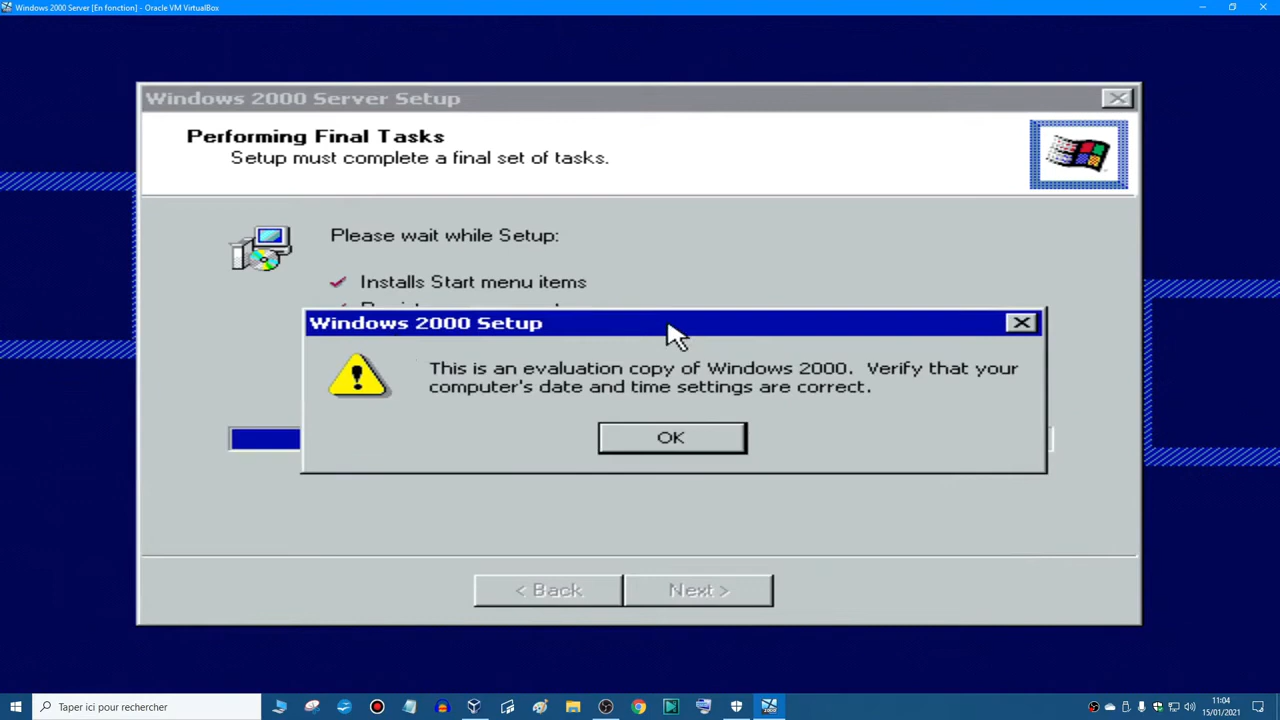 Windows 2000 Server [En fonction] - Oracle VM VirtualBox
Windows 2000 Server Setup
Performing Final Tasks
Setup must complete a final set of tasks.
Please wait while Setup:
Installs Start menu items
Windows 2000 Setup
This is an evaluation copy of Windows 2000. Verify that your
computer's date and time settings are correct.
OK
< Back
Next >
Taper ici pour rechercher
11:04
15/01/2021